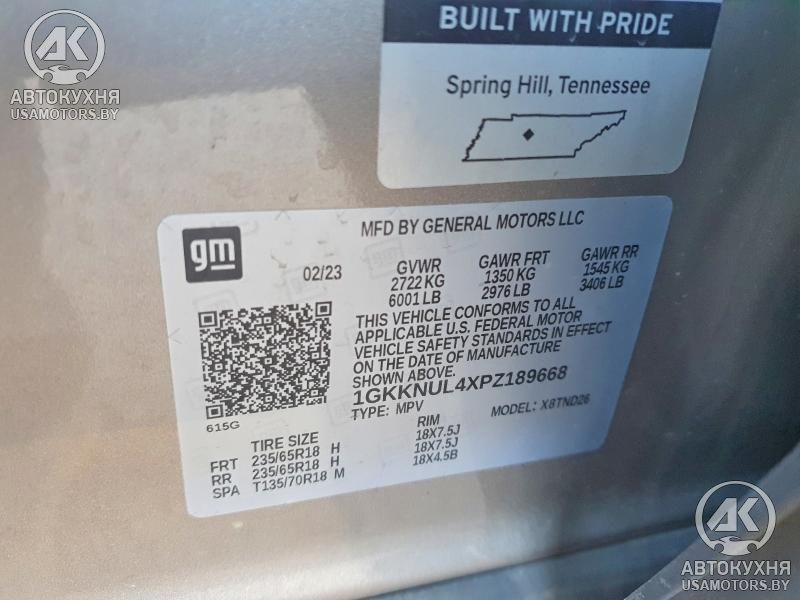 AK
АВТОКУХНЯ
USAMOTORS.BY
BUILT WITH PRIDE
Spring Hill, Tennessee
gm
MFD BY GENERAL MOTORS LLC
02/23 GVWR GAWR FRT GAWR RR
2722 KG 1350 KG 1545 KG
6001 LB 2976 LB 3406 LB
THIS VEHICLE CONFORMS TO ALL
APPLICABLE U.S. FEDERAL MOTOR
VEHICLE SAFETY STANDARDS IN EFFECT
ON THE DATE OF MANUFACTURE
SHOWN ABOVE.
1GKKNUL4XPZ189668
TYPE: MPV MODEL: X8TND26
615G
TIRE SIZE RIM
FRT 235/65R18 H 18X7.5J
RR 235/65R18 H 18X7.5J
SPA T135/70R18 M 18X4.5B
AK
АВТОКУХНЯ
USAMOTORS.BY